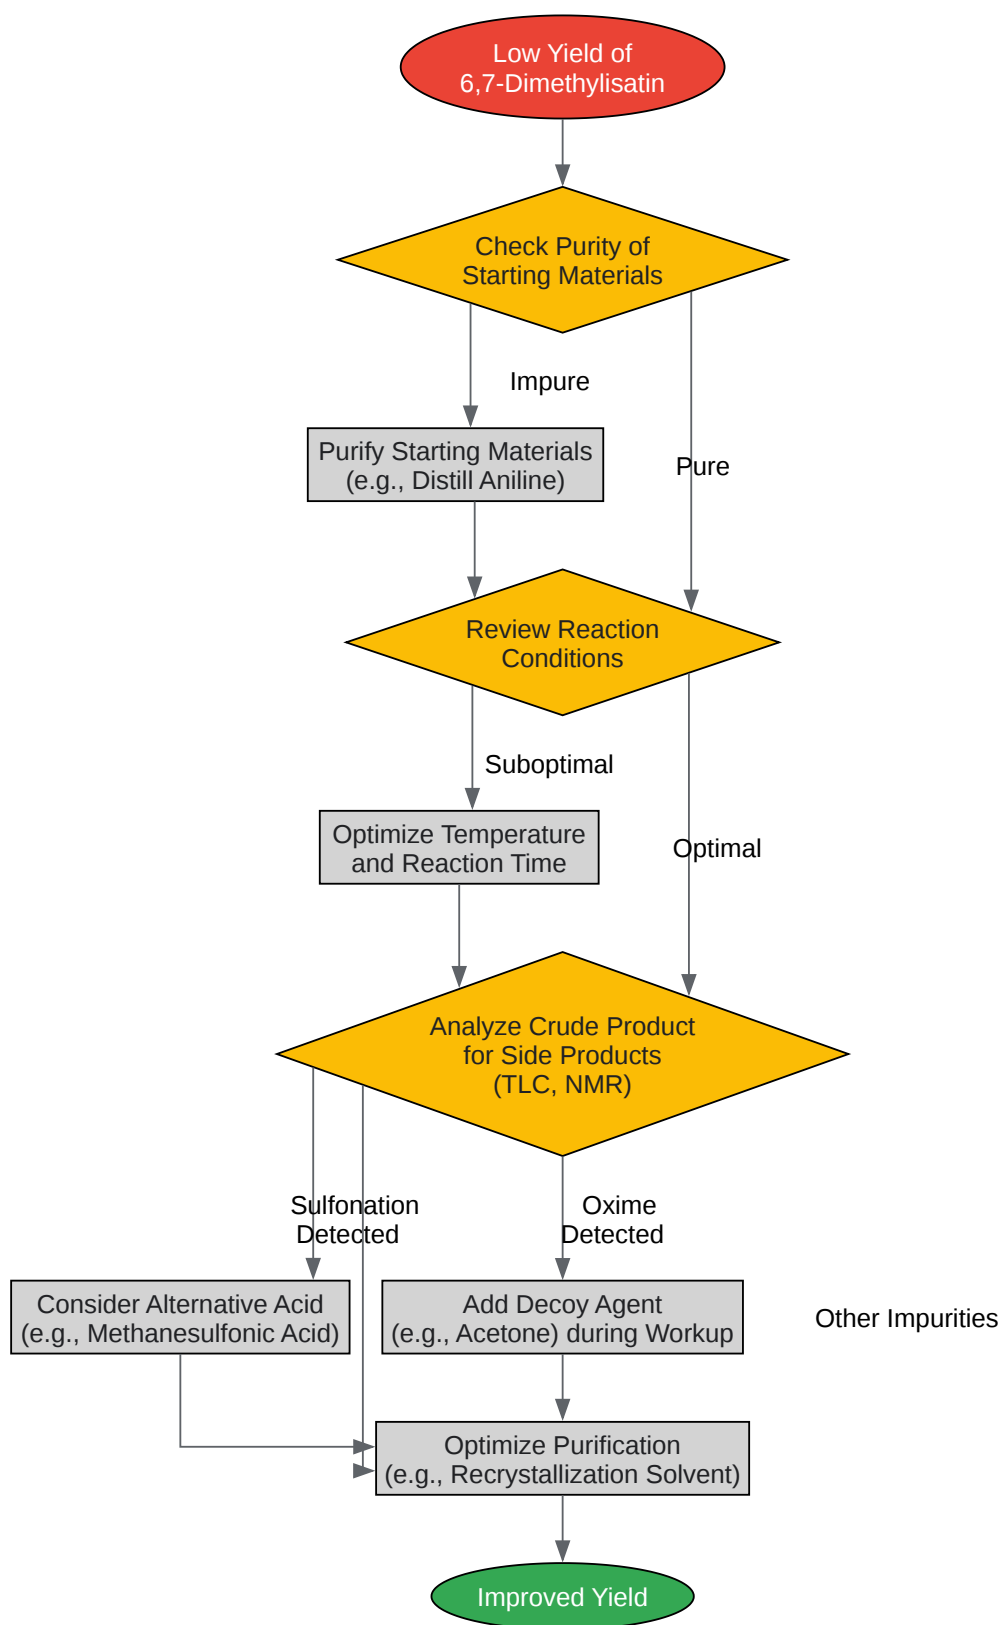 Low Yield of
6,7-Dimethylisatin
Check Purity of
Starting Materials
Impure
Purify Starting Materials
(e.g., Distill Aniline)
Pure
Review Reaction
Conditions
Suboptimal
Optimize Temperature
and Reaction Time
Optimal
Analyze Crude Product
for Side Products
(TLC, NMR)
Sulfonation
Detected
Oxime
Detected
Consider Alternative Acid
(e.g., Methanesulfonic Acid)
Add Decoy Agent
(e.g., Acetone) during Workup
Other Impurities
Optimize Purification
(e.g., Recrystallization Solvent)
Improved Yield